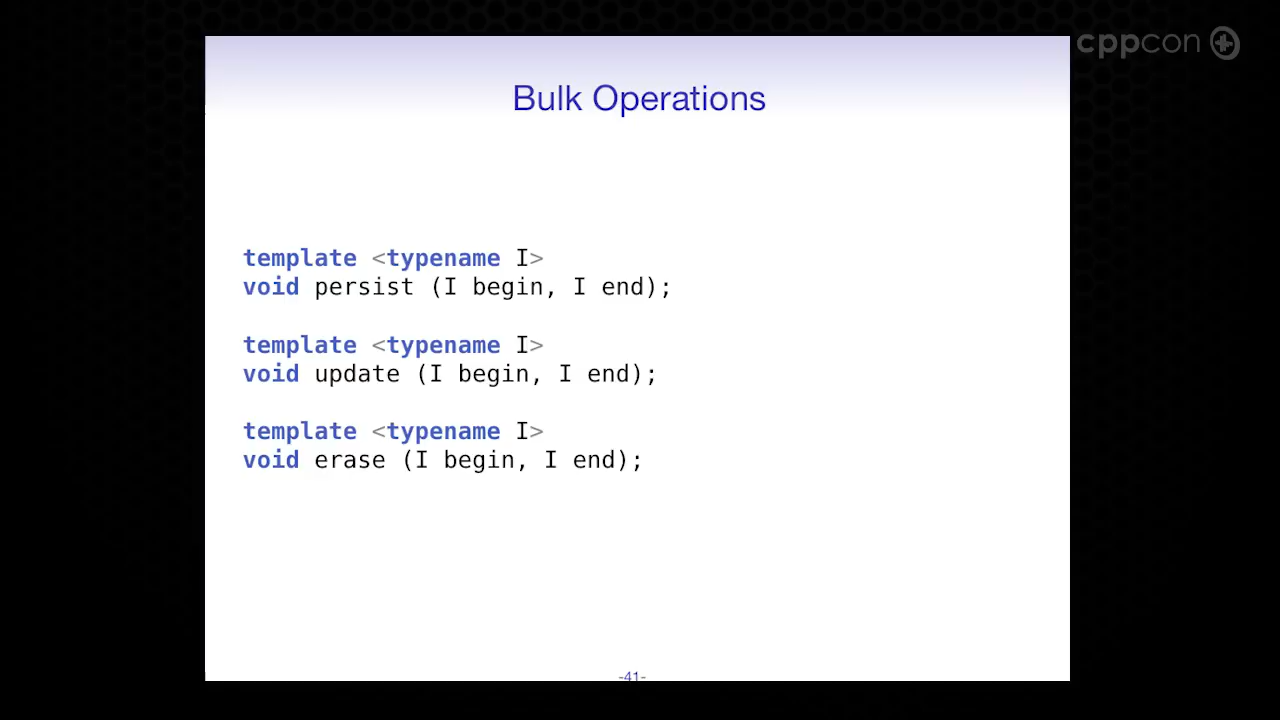 cppcon
Bulk Operations
template <typename I>
void persist (I begin, I end);
template <typename I>
void update (I begin, I end);
template <typename I>
void erase (I begin, I end);
-41-